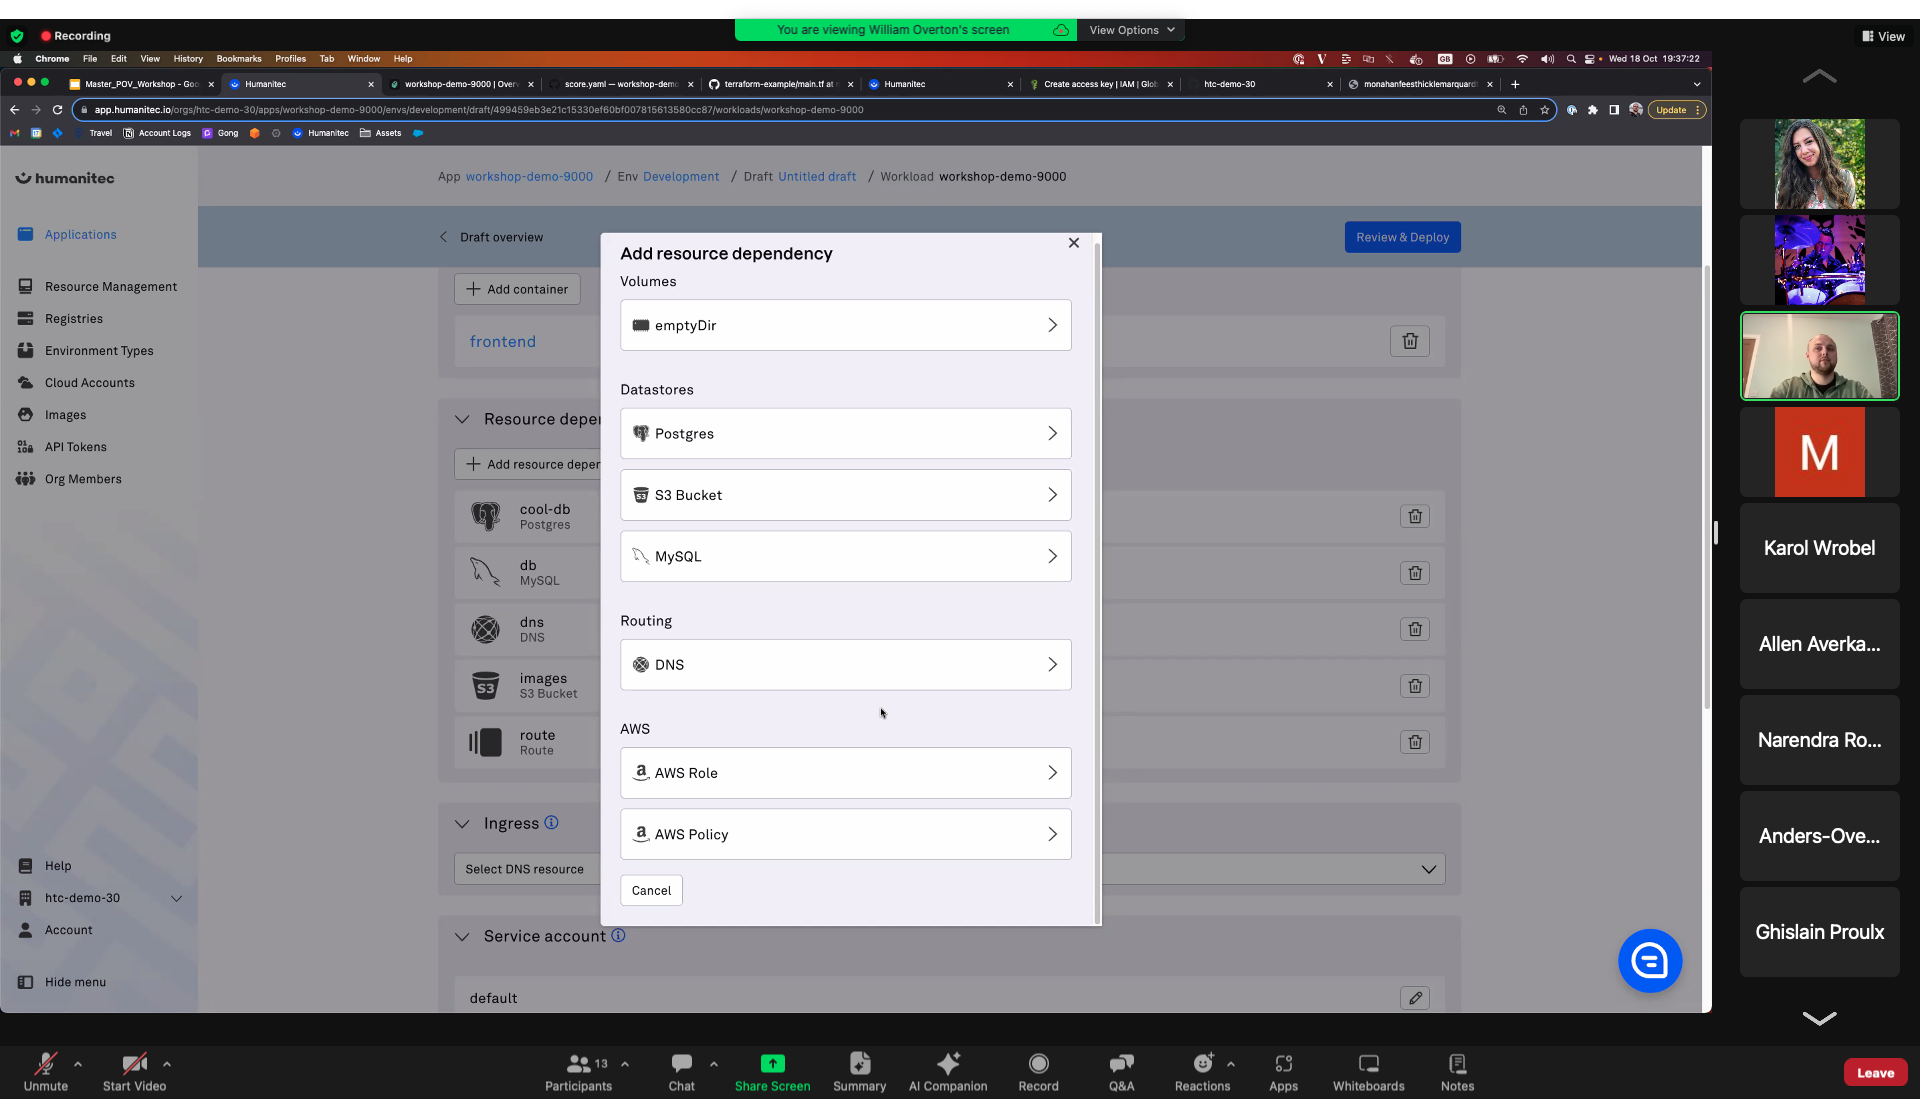 You are viewing William Overton's screen
View Options
View
Recording
Chrome File Edit View History Bookmarks Profiles Tab Window Help
GB
Wed 18 Oct 19:37:22
Master_POV_Workshop - Goo
Humanitec
workshop-demo-9000 | Over
score.yaml — workshop-demo
terraform-example/main.tf at
Humanitec
Create access key | IAM | Glob
htc-demo-30
monahanfeesthicklemarquard
app.humanitec.io/orgs/htc-demo-30/apps/workshop-demo-9000/envs/development/draft/499459eb3e21c15330ef60bf007815613580cc87/workloads/workshop-demo-9000
Update
Travel
Account Logs
Gong
Humanitec
Assets
humanitec
App workshop-demo-9000 / Env Development / Draft Untitled draft / Workload workshop-demo-9000
Applications
Resource Management
Registries
Environment Types
Cloud Accounts
Images
API Tokens
Org Members
Help
htc-demo-30
Account
Hide menu
Draft overview
Review & Deploy
Add container
frontend
Resource deper
Add resource deper
cool-db
Postgres
db
MySQL
dns
DNS
S3
images
S3 Bucket
route
Route
Ingress
Select DNS resource
Service account
default
Add resource dependency
Volumes
emptyDir
Datastores
Postgres
S3 Bucket
MySQL
Routing
DNS
AWS
AWS Role
AWS Policy
Cancel
M
Karol Wrobel
Allen Averka...
Narendra Ro...
Anders-Ove...
Ghislain Proulx
Unmute
Start Video
13
Participants
Chat
Share Screen
Summary
AI Companion
Record
Q&A
Reactions
Apps
Whiteboards
Notes
Leave